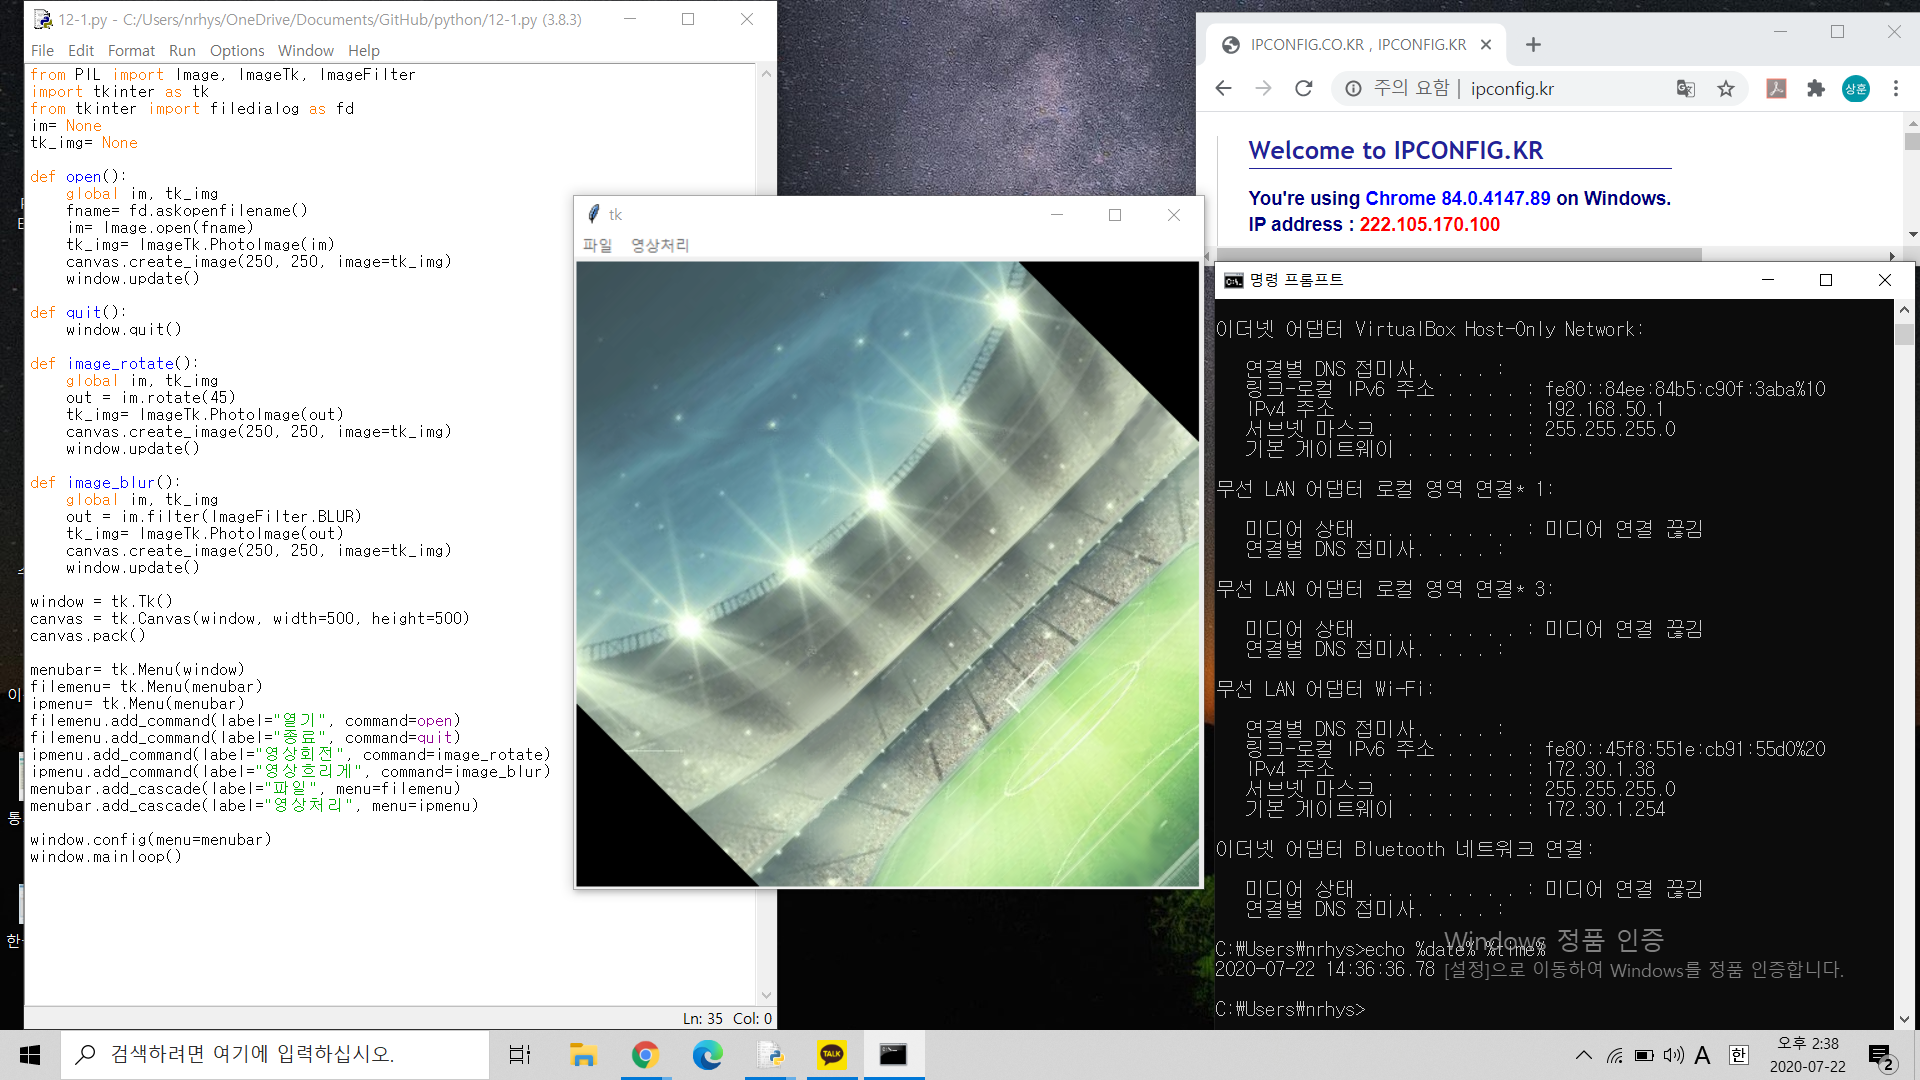 12-1.py - C:/Users/nrhys/OneDrive/Documents/GitHub/python/12-1.py (3.8.3)
File Edit Format Run Options Window Help
from PIL import Image, ImageTk, ImageFilter
import tkinter as tk
from tkinter import filedialog as fd
im= None
tk_img= None
def open():
global im, tk_img
fname= fd.askopenfilename()
im= Image.open(fname)
tk_img= ImageTk.PhotoImage(im)
canvas.create_image(250, 250, image=tk_img)
window.update()
def quit():
window.quit()
def image_rotate():
global im, tk_img
out = im.rotate(45)
tk_img= ImageTk.PhotoImage(out)
canvas.create_image(250, 250, image=tk_img)
window.update()
def image_blur():
global im, tk_img
out = im.filter(ImageFilter.BLUR)
tk_img= ImageTk.PhotoImage(out)
canvas.create_image(250, 250, image=tk_img)
window.update()
window = tk.Tk()
canvas = tk.Canvas(window, width=500, height=500)
canvas.pack()
menubar= tk.Menu(window)
filemenu= tk.Menu(menubar)
ipmenu= tk.Menu(menubar)
filemenu.add_command(label="열기", command=open)
filemenu.add_command(label="종료", command=quit)
ipmenu.add_command(label="영상회전", command=image_rotate)
ipmenu.add_command(label="영상흐리게", command=image_blur)
menubar.add_cascade(label="파일", menu=filemenu)
menubar.add_cascade(label="영상처리", menu=ipmenu)
window.config(menu=menubar)
window.mainloop()
Ln: 35 Col: 0
tk
파일 영상처리
IPCONFIG.CO.KR , IPCONFIG.KR
주의 요함 | ipconfig.kr
상훈
Welcome to IPCONFIG.KR
You're using Chrome 84.0.4147.89 on Windows.
IP address : 222.105.170.100
명령 프롬프트
이더넷 어댑터 VirtualBox Host-Only Network:
연결별 DNS 접미사. . . . :
링크-로컬 IPv6 주소 . . . . : fe80::84ee:84b5:c90f:3aba%10
IPv4 주소 . . . . . . . . . : 192.168.50.1
서브넷 마스크 . . . . . . . : 255.255.255.0
기본 게이트웨이 . . . . . . :
무선 LAN 어댑터 로컬 영역 연결* 1:
미디어 상태 . . . . . . . . : 미디어 연결 끊김
연결별 DNS 접미사. . . . :
무선 LAN 어댑터 로컬 영역 연결* 3:
미디어 상태 . . . . . . . . : 미디어 연결 끊김
연결별 DNS 접미사. . . . :
무선 LAN 어댑터 Wi-Fi:
연결별 DNS 접미사. . . . :
링크-로컬 IPv6 주소 . . . . : fe80::45f8:551e:cb91:55d0%20
IPv4 주소 . . . . . . . . . : 172.30.1.38
서브넷 마스크 . . . . . . . : 255.255.255.0
기본 게이트웨이 . . . . . . : 172.30.1.254
이더넷 어댑터 Bluetooth 네트워크 연결:
미디어 상태 . . . . . . . . : 미디어 연결 끊김
연결별 DNS 접미사. . . . :
C:₩Users₩nrhys>echo %date% %time%
2020-07-22 14:36:36.78
C:₩Users₩nrhys>
Windows 정품 인증
[설정]으로 이동하여 Windows를 정품 인증합니다.
검색하려면 여기에 입력하십시오.
TALK
A
한
오후 2:38
2020-07-22
2